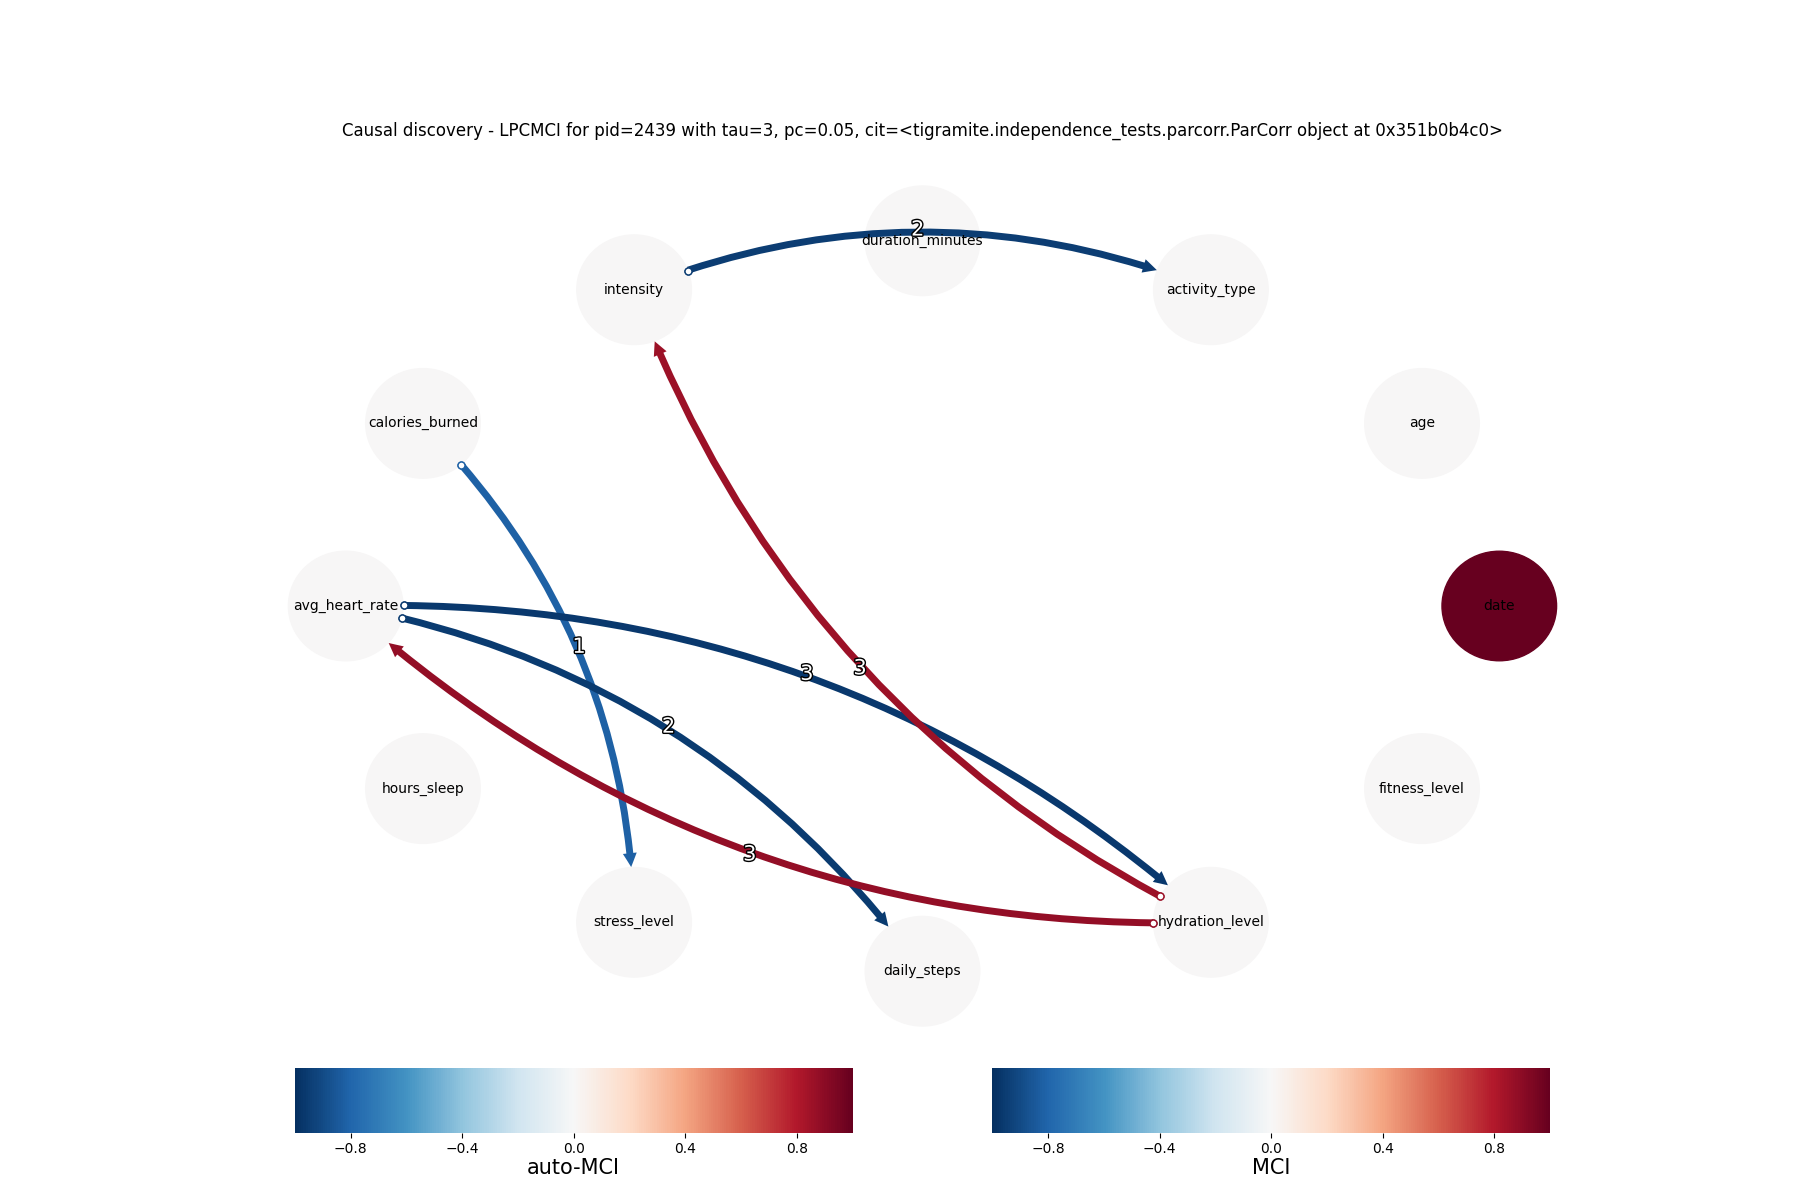 Causal discovery - LPCMCI for pid=2439 with tau=3, pc=0.05, cit=<tigramite.independence_tests.parcorr.ParCorr object at 0x351b0b4c0>
2
duration_minutes
intensity
activity_type
calories_burned
age
avg_heart_rate
date
1
3
3
2
hours_sleep
fitness_level
3
stress_level
hydration_level
daily_steps
−0.8 −0.4 0.0 0.4 0.8
auto-MCI
−0.8 −0.4 0.0 0.4 0.8
MCI